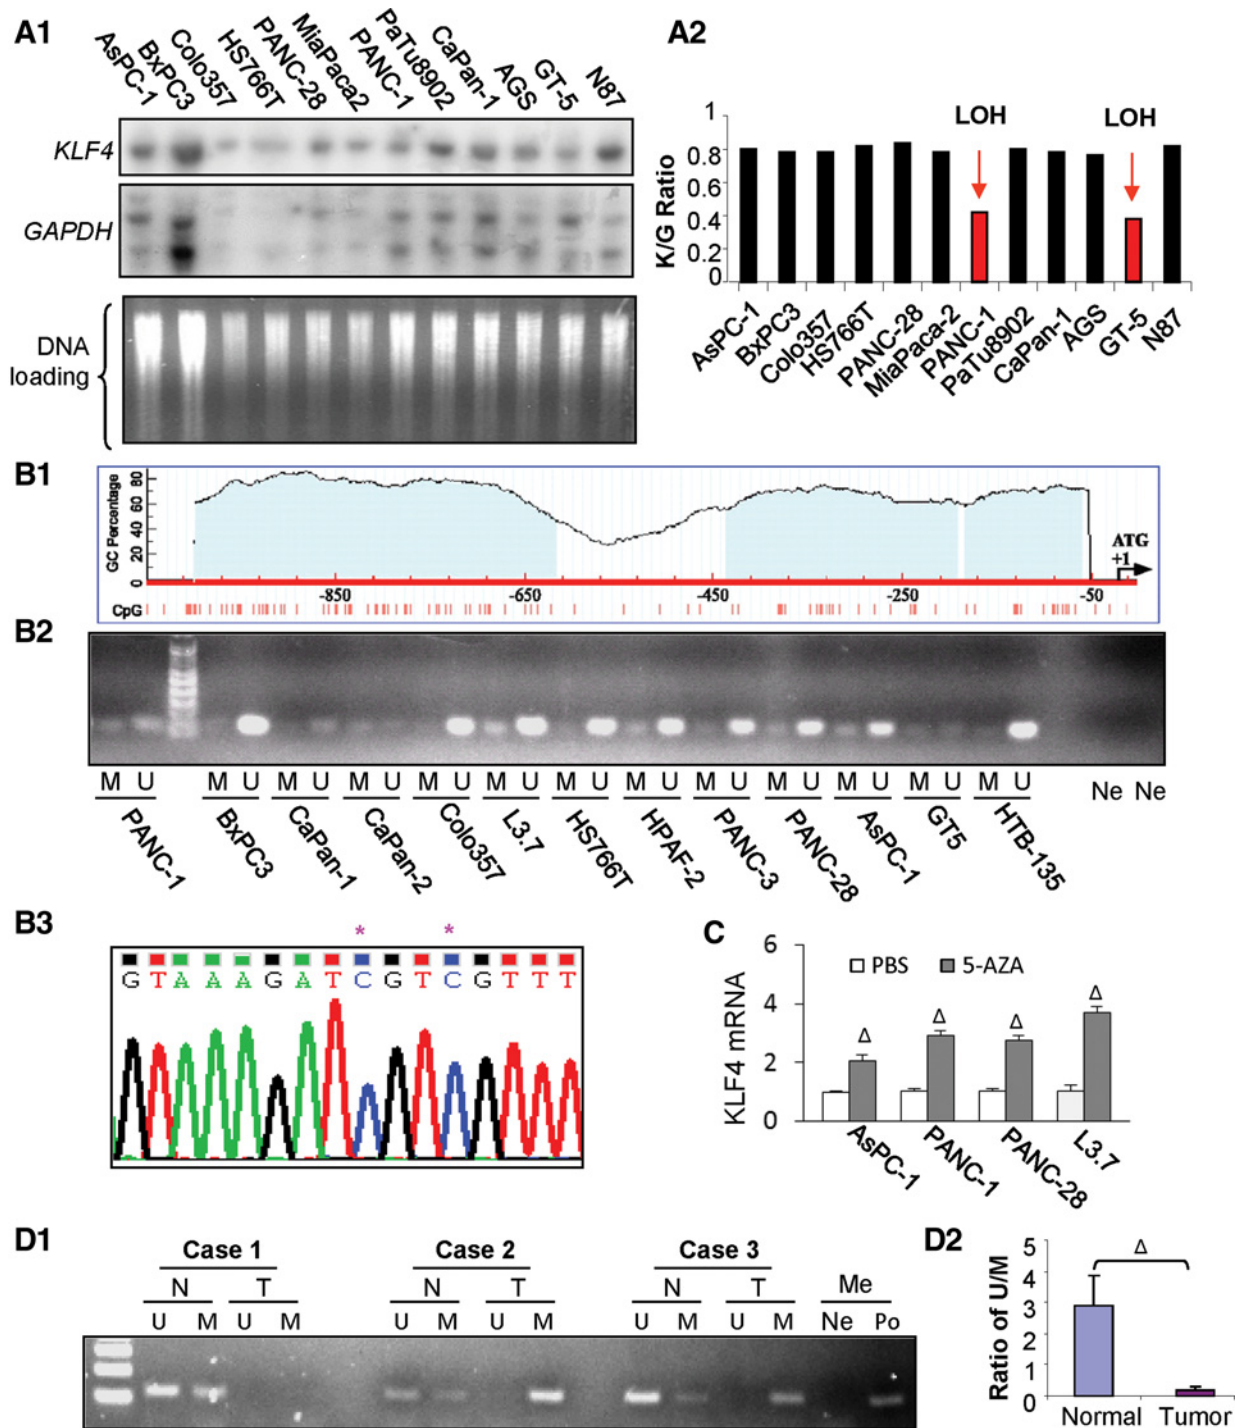 A1
AsPC-1 BxPC3 Colo357 HS766T PANC-28 MiaPaca2 PANC-1 PaTu8902 CaPan-1 AGS GT-5 N87
KLF4
GAPDH
DNA
loading
A2
K/G Ratio
1
0.8
0.6
0.4
0.2
0
LOH LOH
AsPC-1 BxPC3 Colo357 HS766T PANC-28 MiaPaca-2 PANC-1 PaTu8902 CaPan-1 AGS GT-5 N87
B1
GC Percentage
80
60
40
20
0
ATG
+1
-850 -650 -450 -250 -50
CpG
B2
M U M U M U M U M U M U M U M U M U M U M U M U M U Ne Ne
PANC-1 BxPC3 CaPan-1 CaPan-2 Colo357 L3.7 HS766T HPAF-2 PANC-3 PANC-28 AsPC-1 GT5 HTB-135
B3
* *
G T A A A G A T C G T C G T T T
C
KLF4 mRNA
6
4
2
0
PBS 5-AZA
Δ Δ Δ Δ
AsPC-1 PANC-1 PANC-28 L3.7
D1
Case 1 Case 2 Case 3
N T N T N T Me
U M U M U M U M U M U M Ne Po
D2
Ratio of U/M
5
4
3
2
1
0
Δ
Normal Tumor